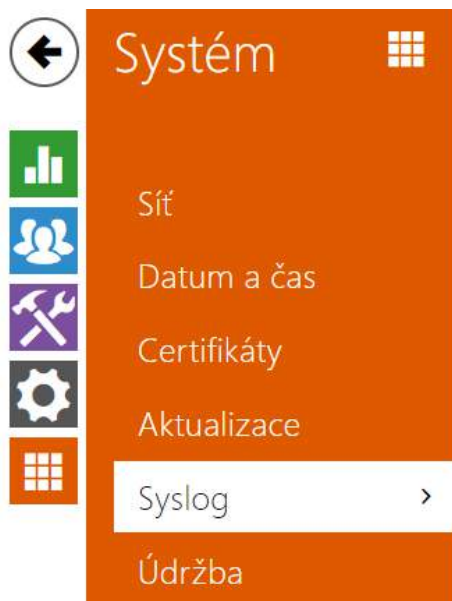 Systém
Síť
Datum a čas
Certifikáty
Aktualizace
Syslog
Údržba